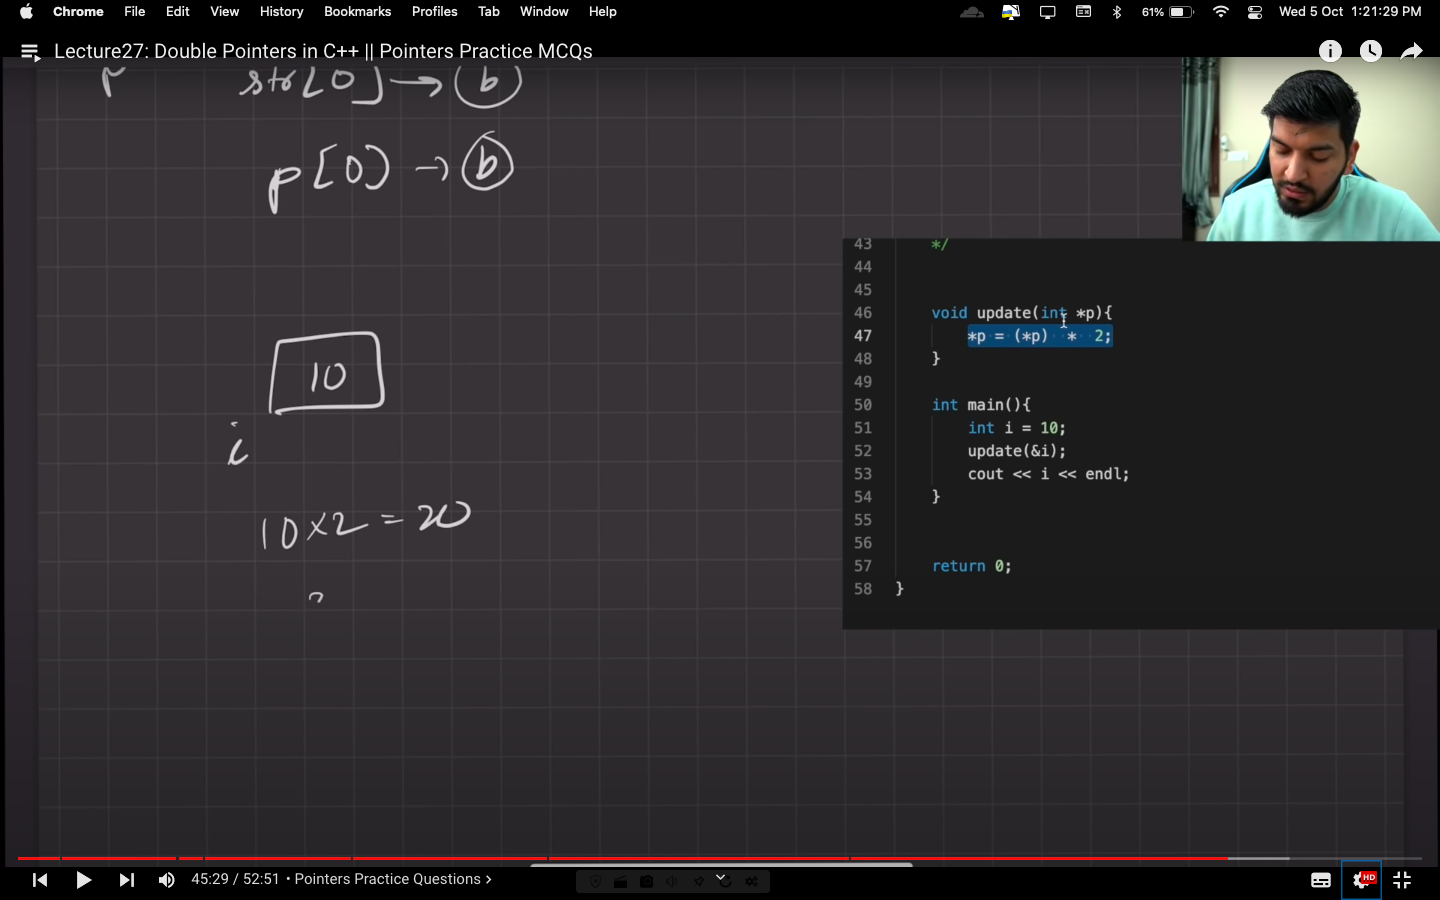 Chrome File Edit View History Bookmarks Profiles Tab Window Help 61% Wed 5 Oct 1:21:29 PM
Lecture27: Double Pointers in C++ || Pointers Practice MCQs
str[0] → b
p[0] → b
10
i
10 × 2 = 20
43 */
44
45
46 void update(int *p){
47 *p = (*p) * 2;
48 }
49
50 int main(){
51 int i = 10;
52 update(&i);
53 cout << i << endl;
54 }
55
56
57 return 0;
58 }
45:29 / 52:51 • Pointers Practice Questions >
HD